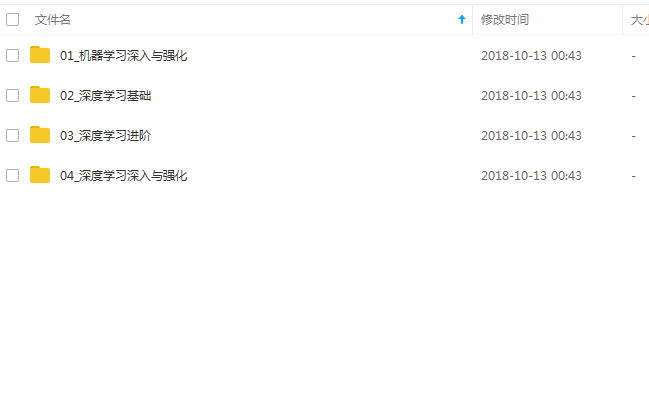 文件名 修改时间 大小
01_机器学习深入与强化 2018-10-13 00:43 -
02_深度学习基础 2018-10-13 00:43 -
03_深度学习进阶 2018-10-13 00:43 -
04_深度学习深入与强化 2018-10-13 00:43 -